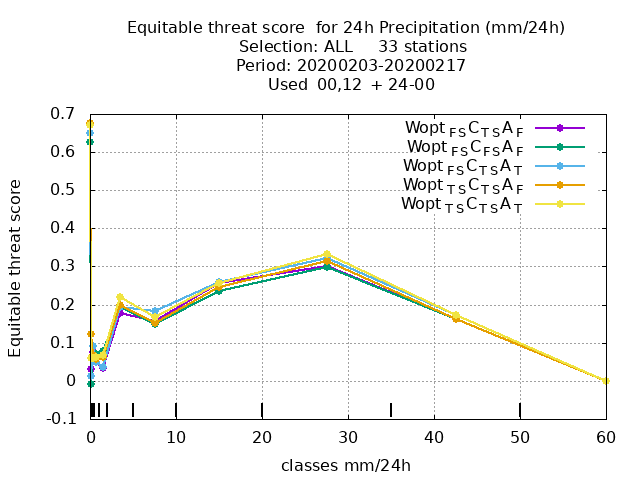 Equitable threat score  for 24h Precipitation (mm/24h)
Selection: ALL     33 stations
Period: 20200203-20200217
Used  00,12  + 24-00
Wopt FS C TS A F
Wopt FS C FS A F
Wopt FS C TS A T
Wopt TS C TS A F
Wopt TS C TS A T
Equitable threat score
0.7
0.6
0.5
0.4
0.3
0.2
0.1
0
-0.1
0 10 20 30 40 50 60
classes mm/24h